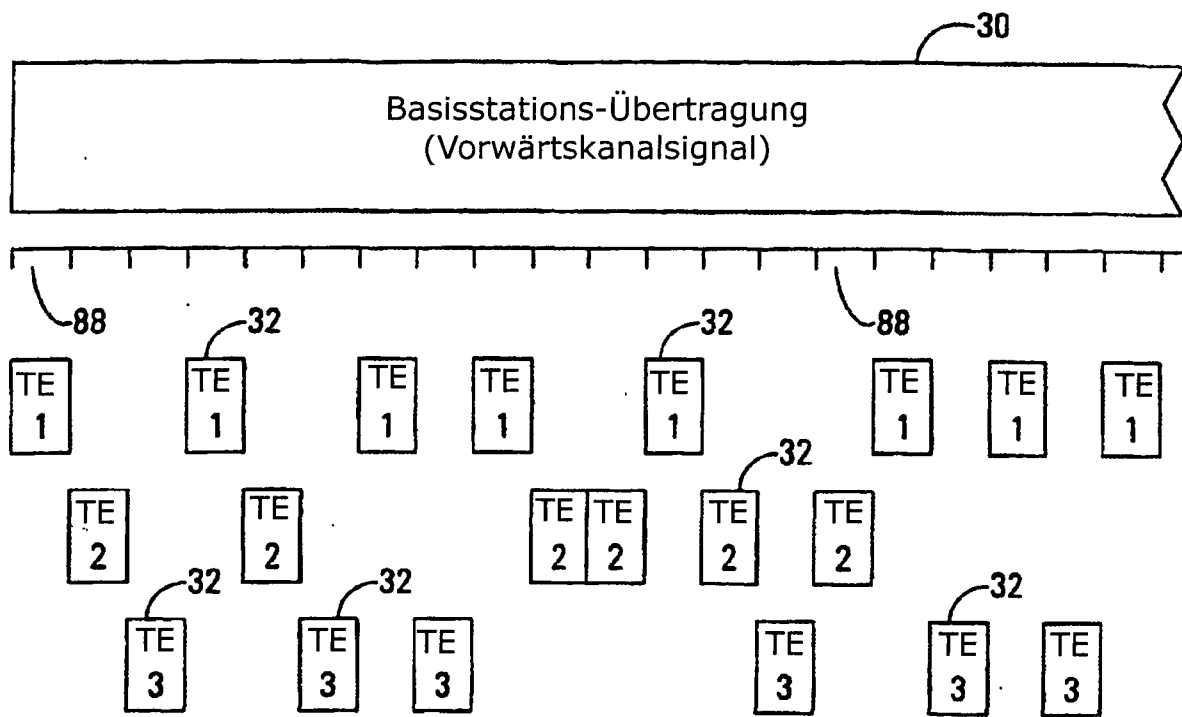 30
Basisstations-Übertragung
(Vorwärtskanalsignal)
88
32
32
88
TE TE TE TE TE TE TE TE
1 1 1 1 1 1 1 1
32
TE TE TE TE TE TE
2 2 2 2 2 2
32
32
32
TE TE TE TE TE TE
3 3 3 3 3 3